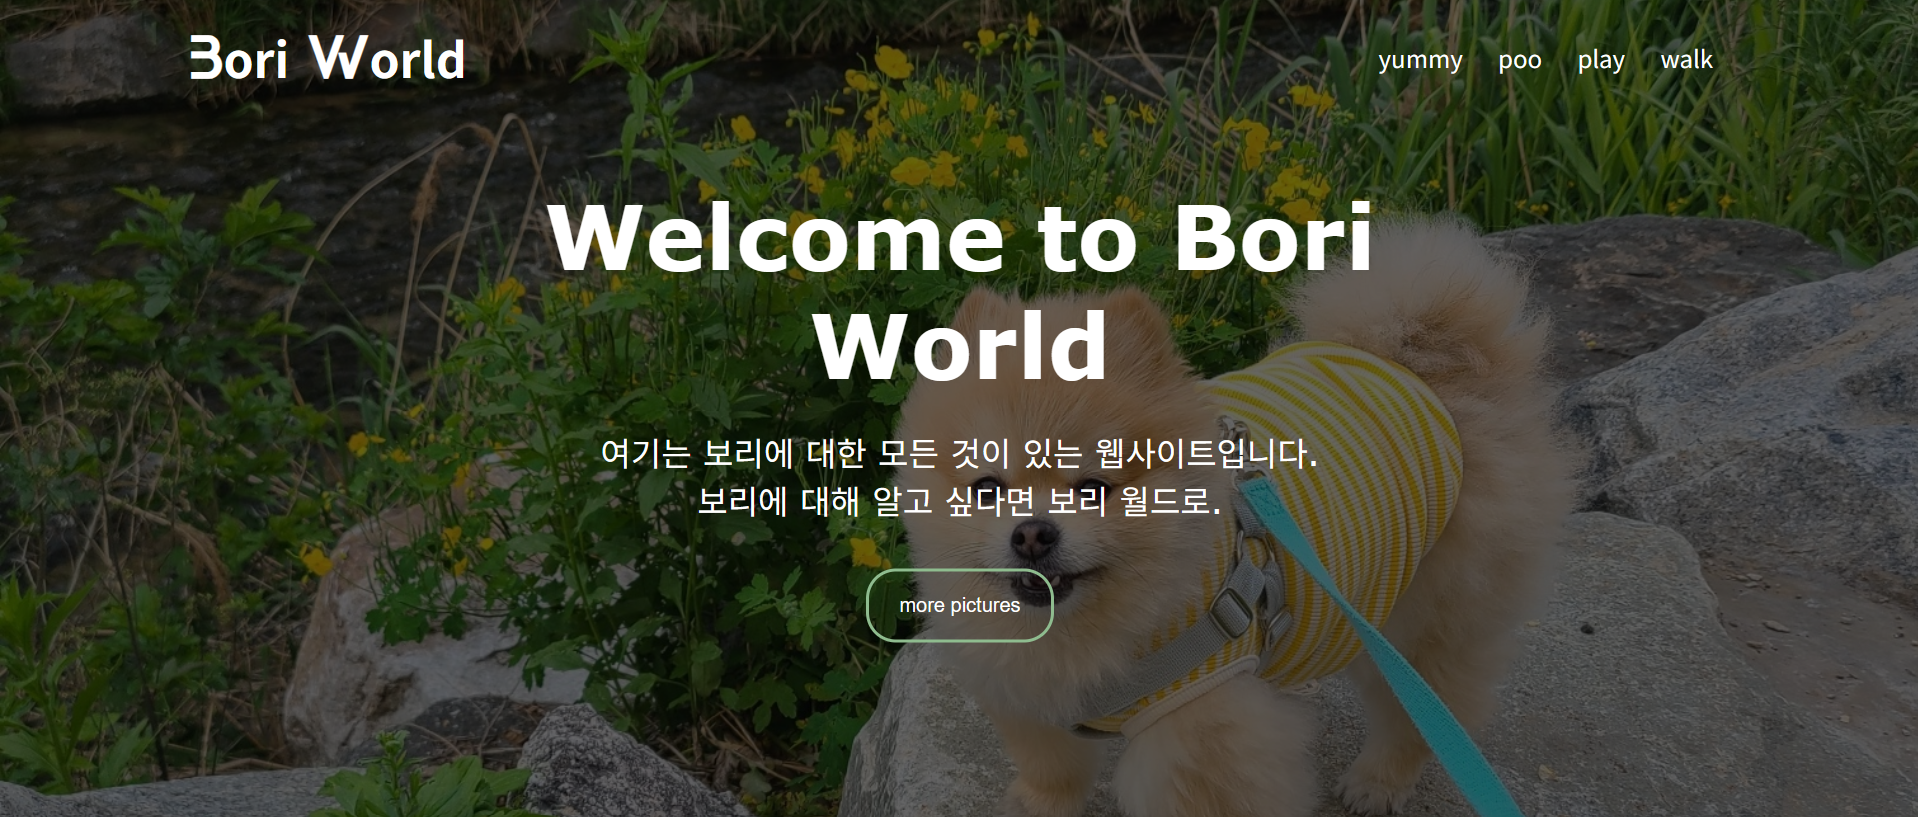 Bori World
yummy poo play walk
Welcome to Bori
World
여기는 보리에 대한 모든 것이 있는 웹사이트입니다.
보리에 대해 알고 싶다면 보리 월드로.
more pictures